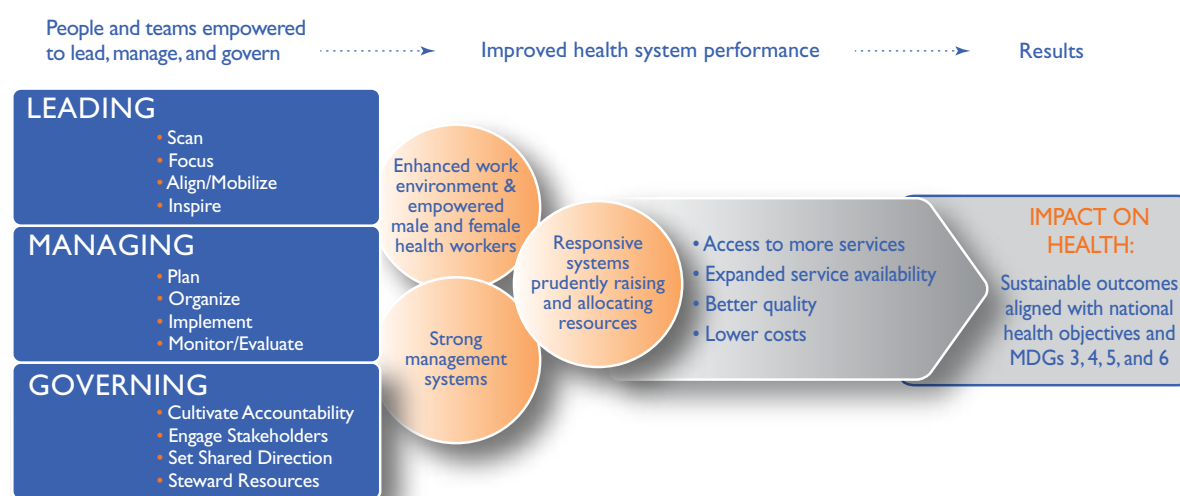 People and teams empowered
to lead, manage, and govern
Improved health system performance
Results
LEADING
• Scan
• Focus
• Align/Mobilize
• Inspire
MANAGING
• Plan
• Organize
• Implement
• Monitor/Evaluate
GOVERNING
• Cultivate Accountability
• Engage Stakeholders
• Set Shared Direction
• Steward Resources
Enhanced work
environment &
empowered
male and female
health workers
Strong
management
systems
Responsive
systems
prudently raising
and allocating
resources
• Access to more services
• Expanded service availability
• Better quality
• Lower costs
IMPACT ON
HEALTH:
Sustainable outcomes
aligned with national
health objectives and
MDGs 3, 4, 5, and 6